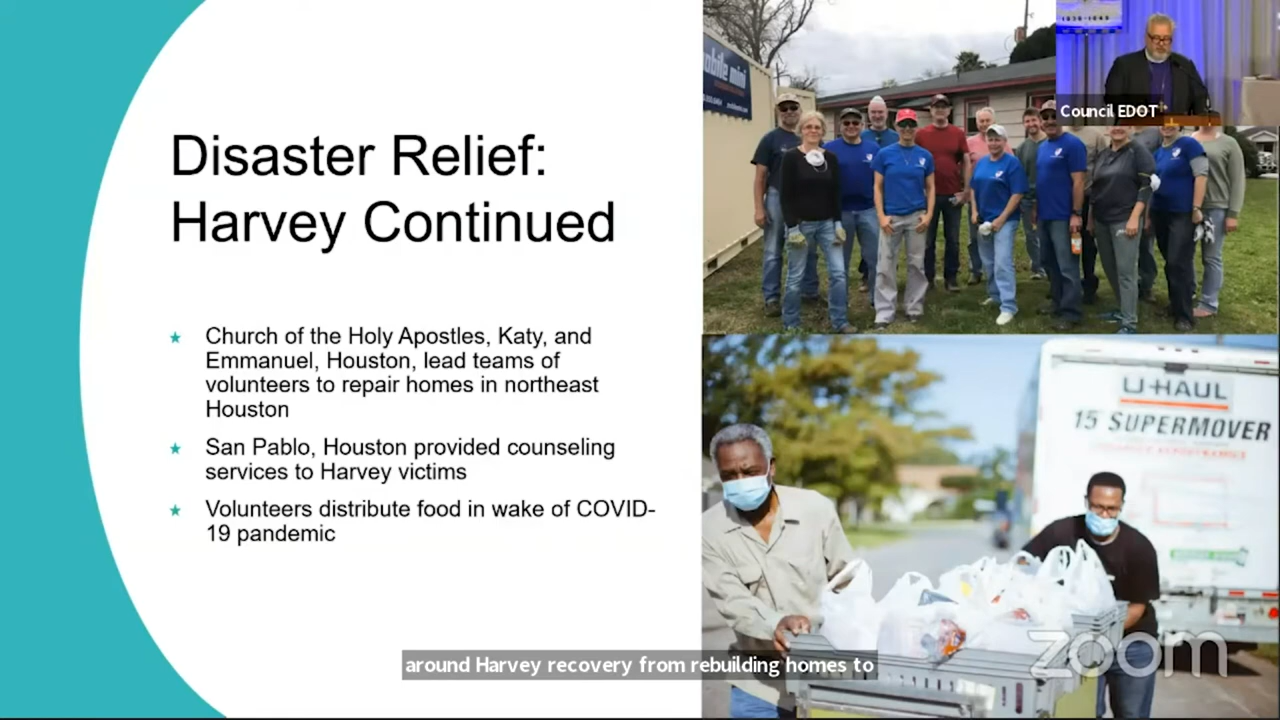 Disaster Relief:
Harvey Continued
Church of the Holy Apostles, Katy, and
Emmanuel, Houston, lead teams of
volunteers to repair homes in northeast
Houston
San Pablo, Houston provided counseling
services to Harvey victims
Volunteers distribute food in wake of COVID-
19 pandemic
mobile mini
Council EDOT
U-HAUL
15' SUPERMOVER
around Harvey recovery from rebuilding homes to
zoom